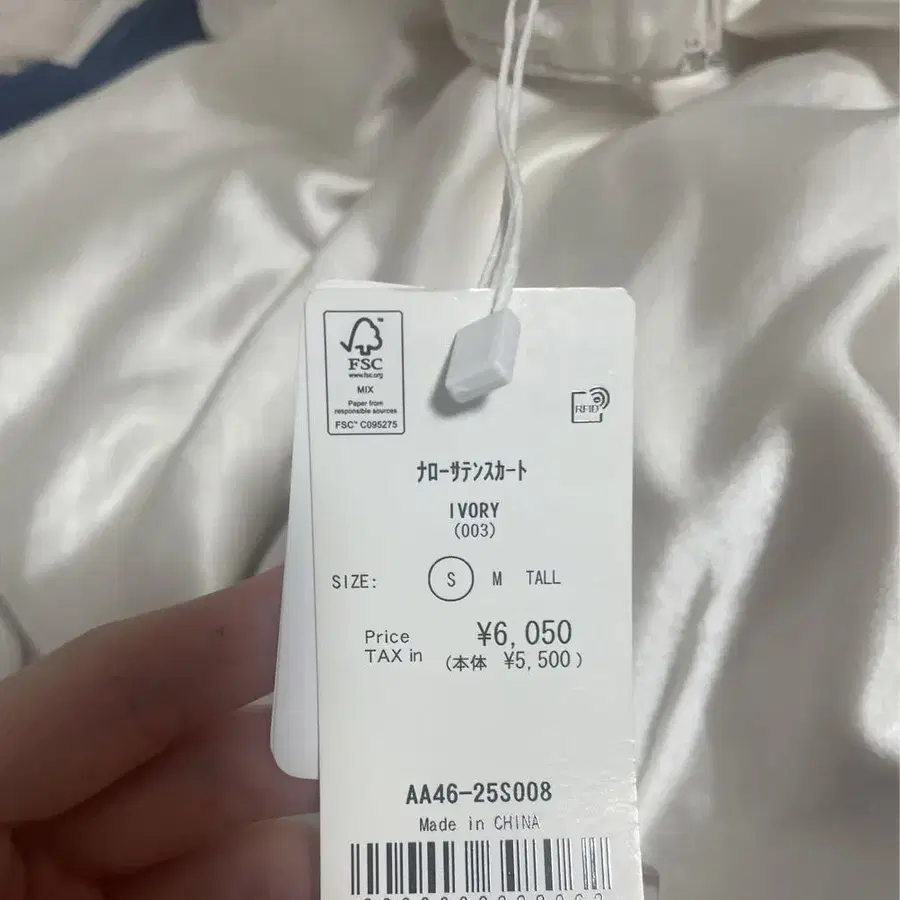 FSC™
www.fsc.org
MIX
Paper from
responsible sources
FSC™ C095275
RFID
ﾅﾛｰｻﾃﾝｽｶｰﾄ
IVORY
(003)
SIZE: S M TALL
Price ¥6,050
TAX in (本体 ¥5,500)
AA46-25S008
Made in CHINA